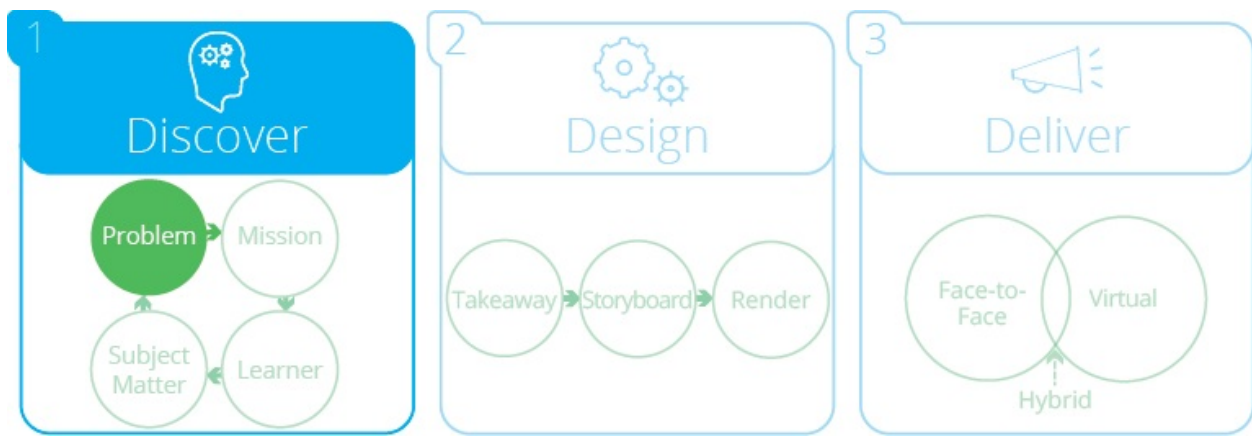 1
Discover
Problem
Mission
Subject
Matter
Learner
2
Design
Takeaway
Storyboard
Render
3
Deliver
Face-to-
Face
Virtual
Hybrid